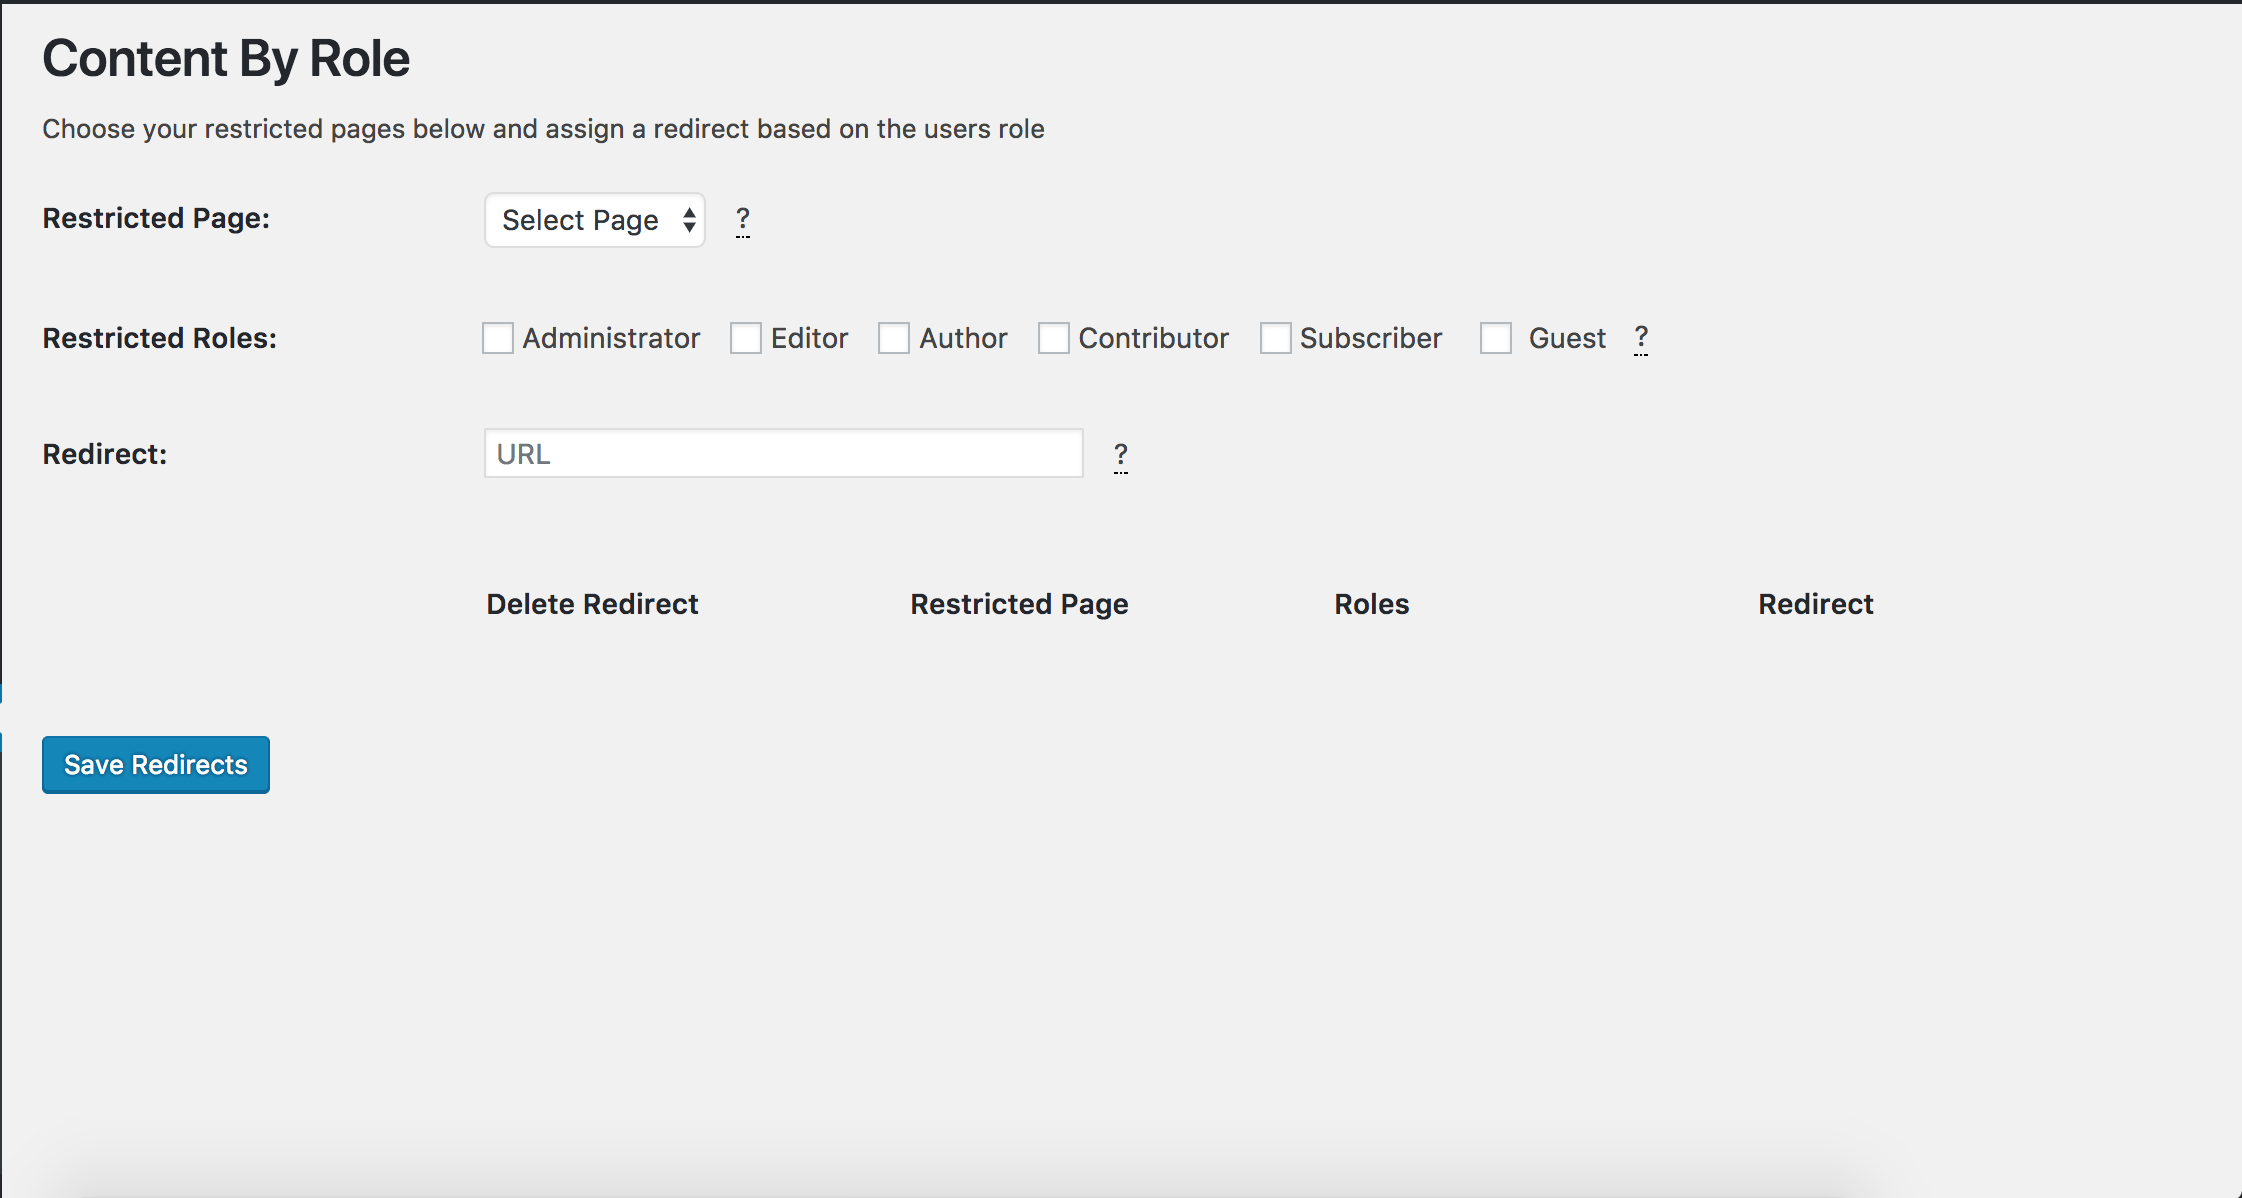 Content By Role
Choose your restricted pages below and assign a redirect based on the users role
Restricted Page: Select Page ?
Restricted Roles: Administrator Editor Author Contributor Subscriber Guest ?
Redirect: URL ?
Delete Redirect Restricted Page Roles Redirect
Save Redirects